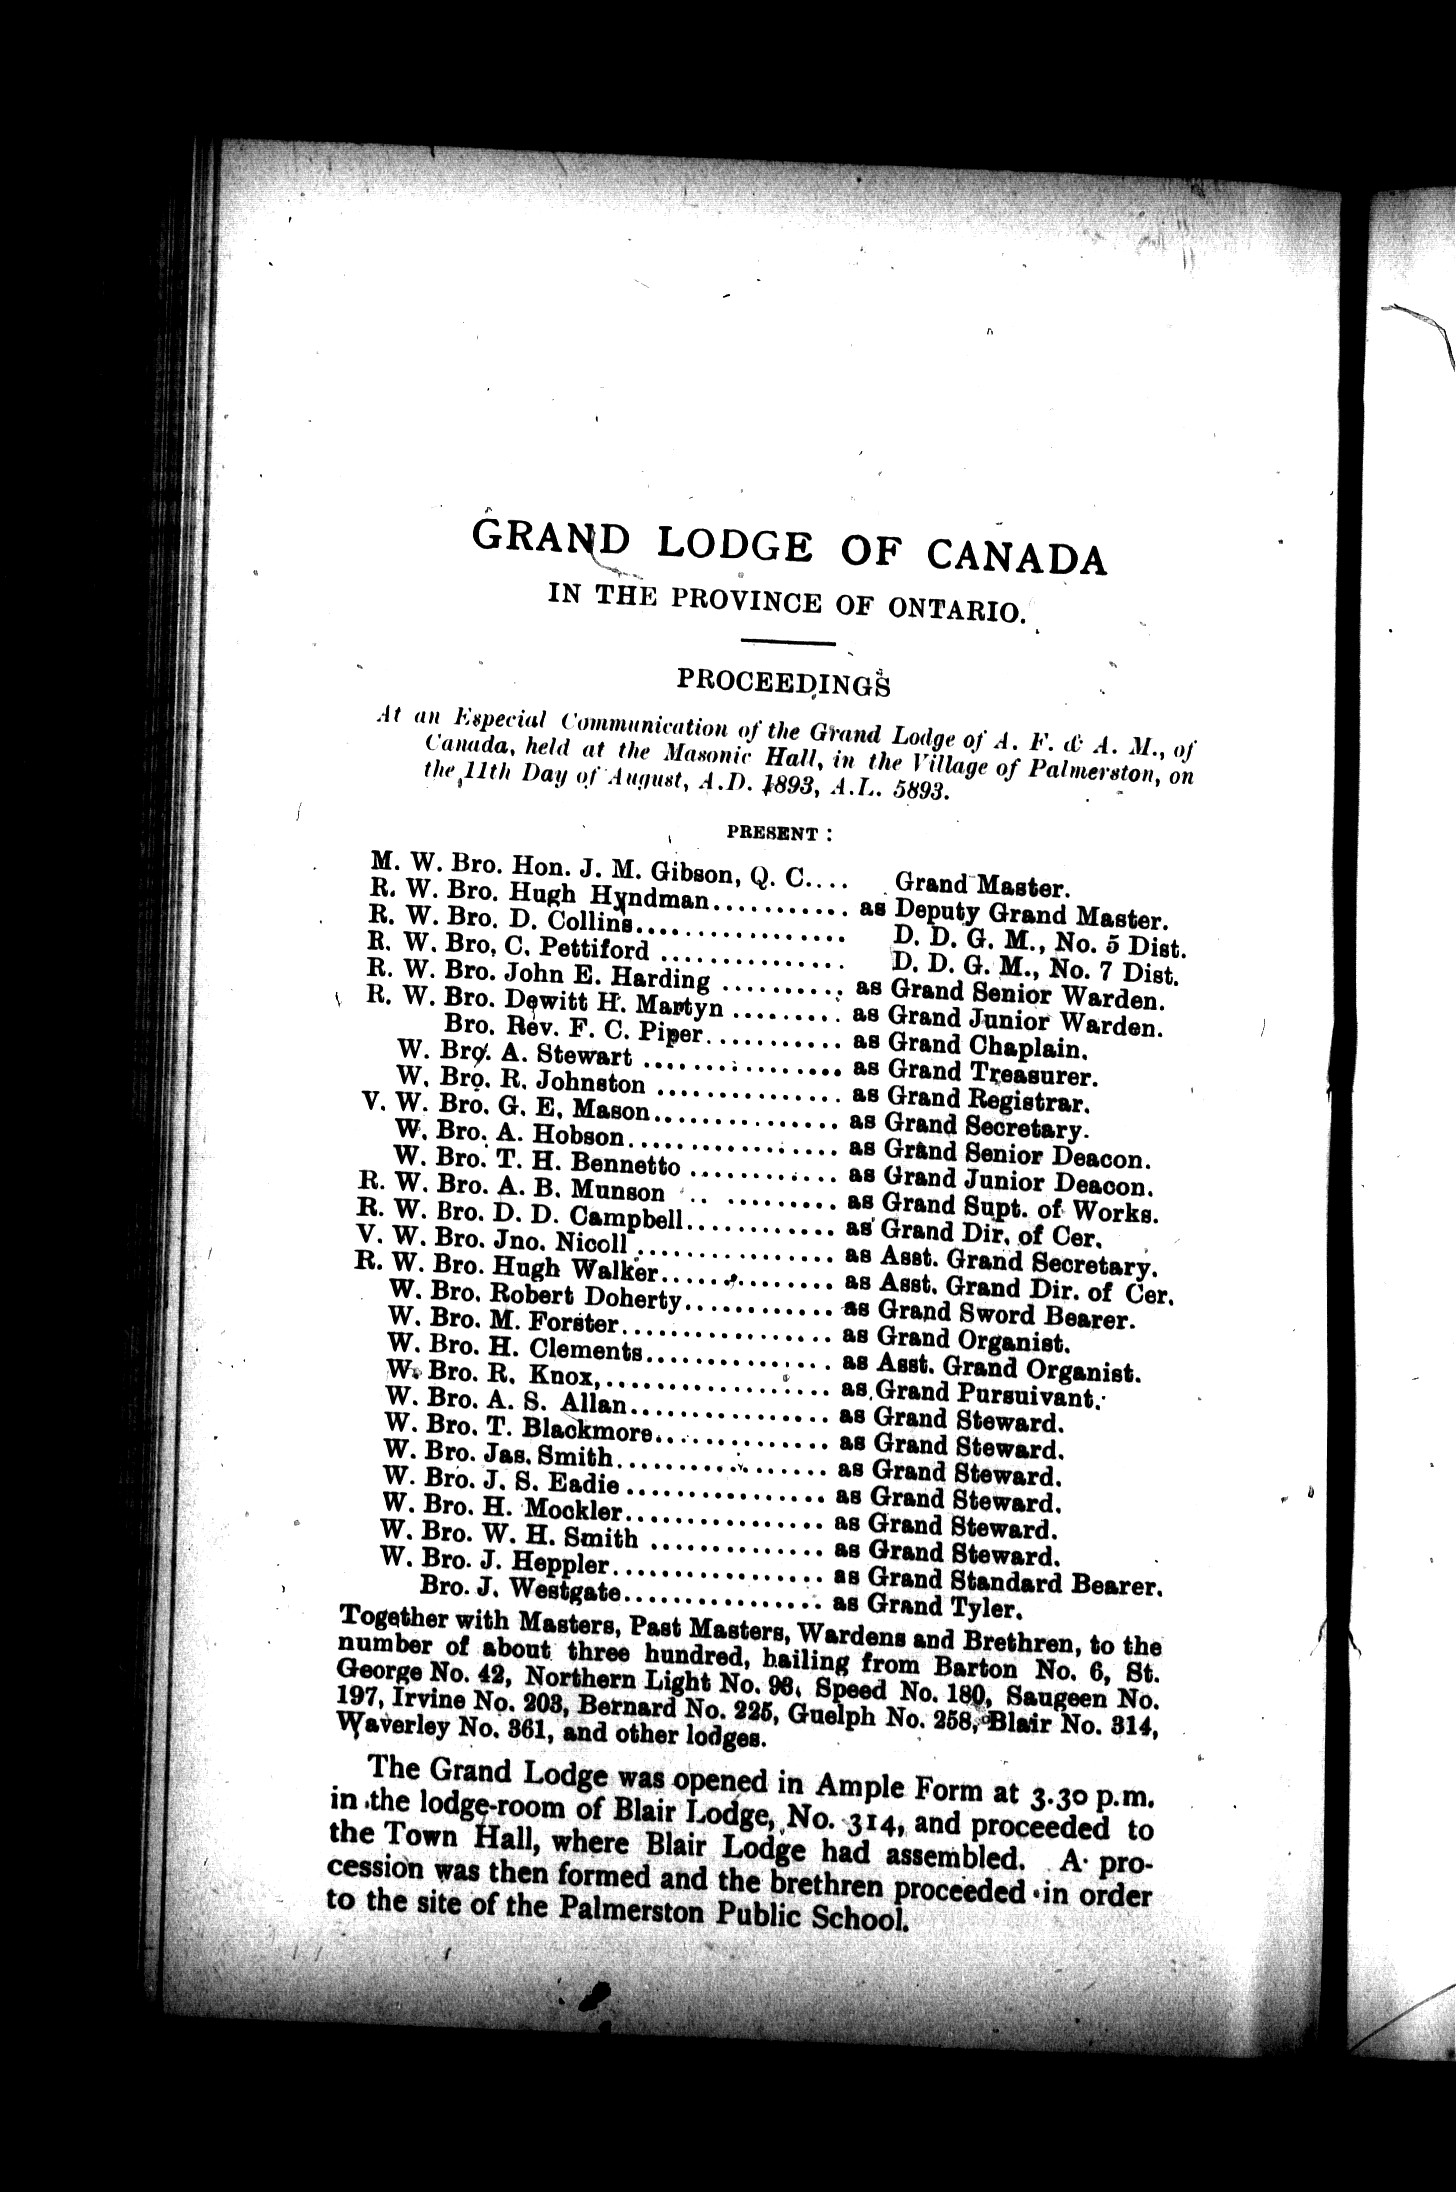 GRAND LODGE OF CANADA
IN THE PROVINCE OF ONTARIO.
PROCEEDINGS
At an Especial Communication of the Grand Lodge of A. F. & A. M., of
Canada, held at the Masonic Hall, in the Village of Palmerston, on
the 11th Day of August, A.D. 1893, A.L. 5893.
PRESENT:
M. W. Bro. Hon. J. M. Gibson, Q. C.... Grand Master.
R. W. Bro. Hugh Hyndman........... as Deputy Grand Master.
R. W. Bro. D. Collins.................. D. D. G. M., No. 5 Dist.
R. W. Bro. C. Pettiford ............... D. D. G. M., No. 7 Dist.
R. W. Bro. John E. Harding .......... as Grand Senior Warden.
R. W. Bro. Dewitt H. Martyn ......... as Grand Junior Warden.
Bro. Rev. F. C. Piper........... as Grand Chaplain.
W. Bro. A. Stewart ................ as Grand Treasurer.
W. Bro. R. Johnston ............... as Grand Registrar.
V. W. Bro. G. E. Mason............... as Grand Secretary.
W. Bro. A. Hobson................. as Grand Senior Deacon.
W. Bro. T. H. Bennetto ............ as Grand Junior Deacon.
R. W. Bro. A. B. Munson .. ......... as Grand Supt. of Works.
R. W. Bro. D. D. Campbell............ as Grand Dir. of Cer.
V. W. Bro. Jno. Nicoll ................ as Asst. Grand Secretary.
R. W. Bro. Hugh Walker.............. as Asst. Grand Dir. of Cer.
W. Bro. Robert Doherty............ as Grand Sword Bearer.
W. Bro. M. Forster................. as Grand Organist.
W. Bro. H. Clements............... as Asst. Grand Organist.
W. Bro. R. Knox,.................. as Grand Pursuivant.
W. Bro. A. S. Allan................ as Grand Steward.
W. Bro. T. Blackmore.............. as Grand Steward.
W. Bro. Jas. Smith................. as Grand Steward.
W. Bro. J. S. Eadie ................ as Grand Steward.
W. Bro. H. Mockler................ as Grand Steward.
W. Bro. W. H. Smith .............. as Grand Steward.
W. Bro. J. Heppler................. as Grand Standard Bearer.
Bro. J. Westgate................ as Grand Tyler.
Together with Masters, Past Masters, Wardens and Brethren, to the
number of about three hundred, hailing from Barton No. 6, St.
George No. 42, Northern Light No. 93, Speed No. 180, Saugeen No.
197, Irvine No. 203, Bernard No. 225, Guelph No. 258, Blair No. 314,
Waverley No. 361, and other lodges.
The Grand Lodge was opened in Ample Form at 3.30 p.m.
in the lodge-room of Blair Lodge, No. 314, and proceeded to
the Town Hall, where Blair Lodge had assembled. A pro-
cession was then formed and the brethren proceeded in order
to the site of the Palmerston Public School.